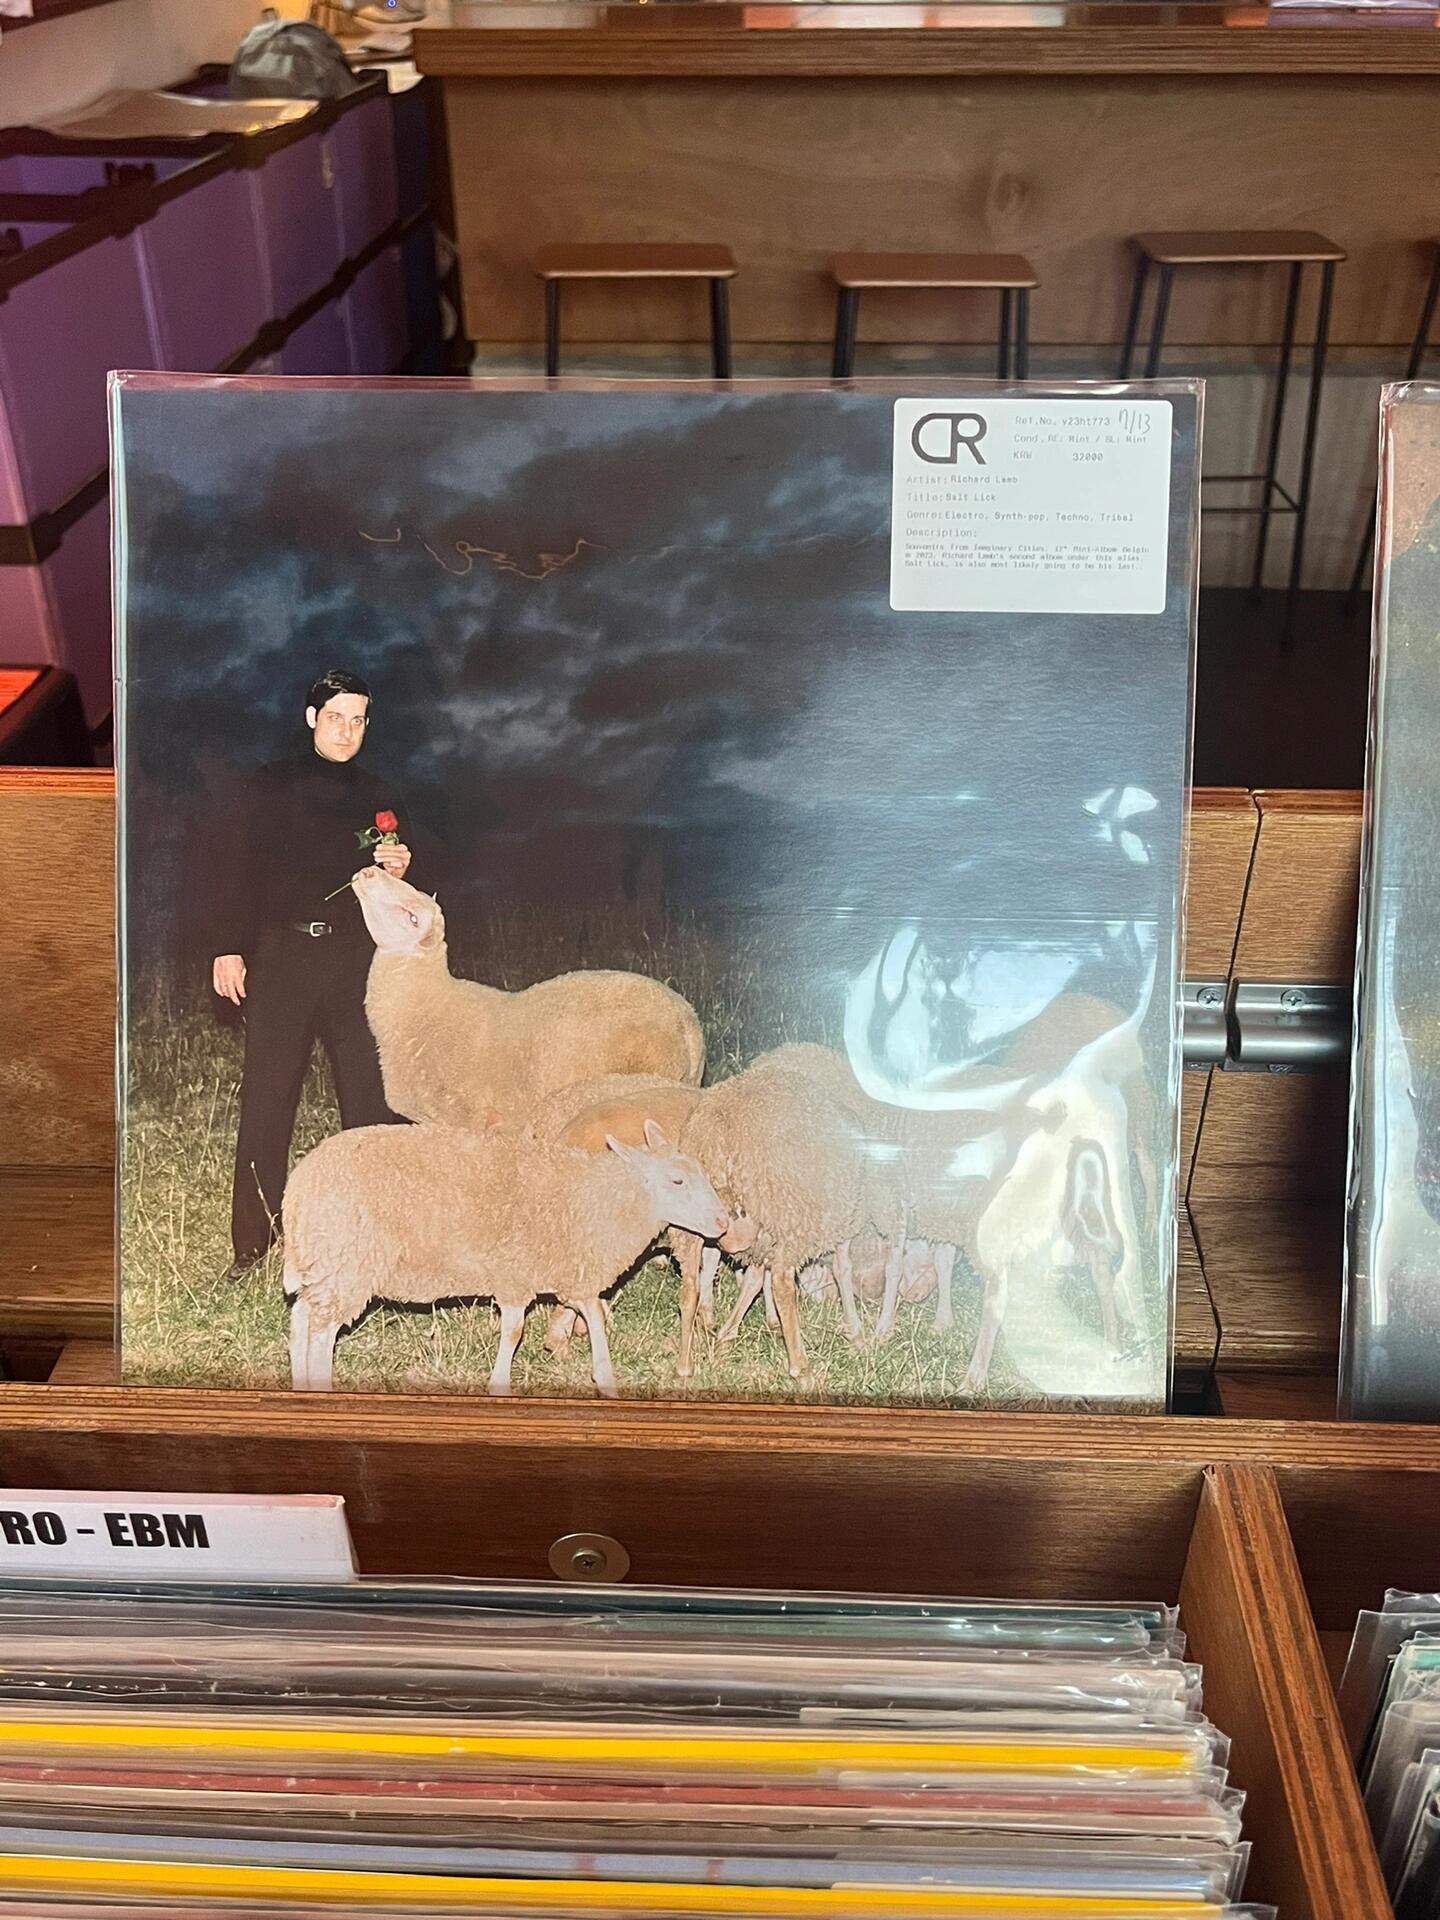 CR
Ref.No. v23ht773 7/13
Cond. RE: Mint / SL: Mint
KRW 32000
Artist: Richard Lamb
Title: Salt Lick
Genre: Electro, Synth-pop, Techno, Tribal
Description:
Souvenirs from Imaginary Cities. 12" Mini-Album Belgiu
m 2023. Richard Lamb's second album under this alias.
Salt Lick, is also most likely going to be his last..
RO - EBM